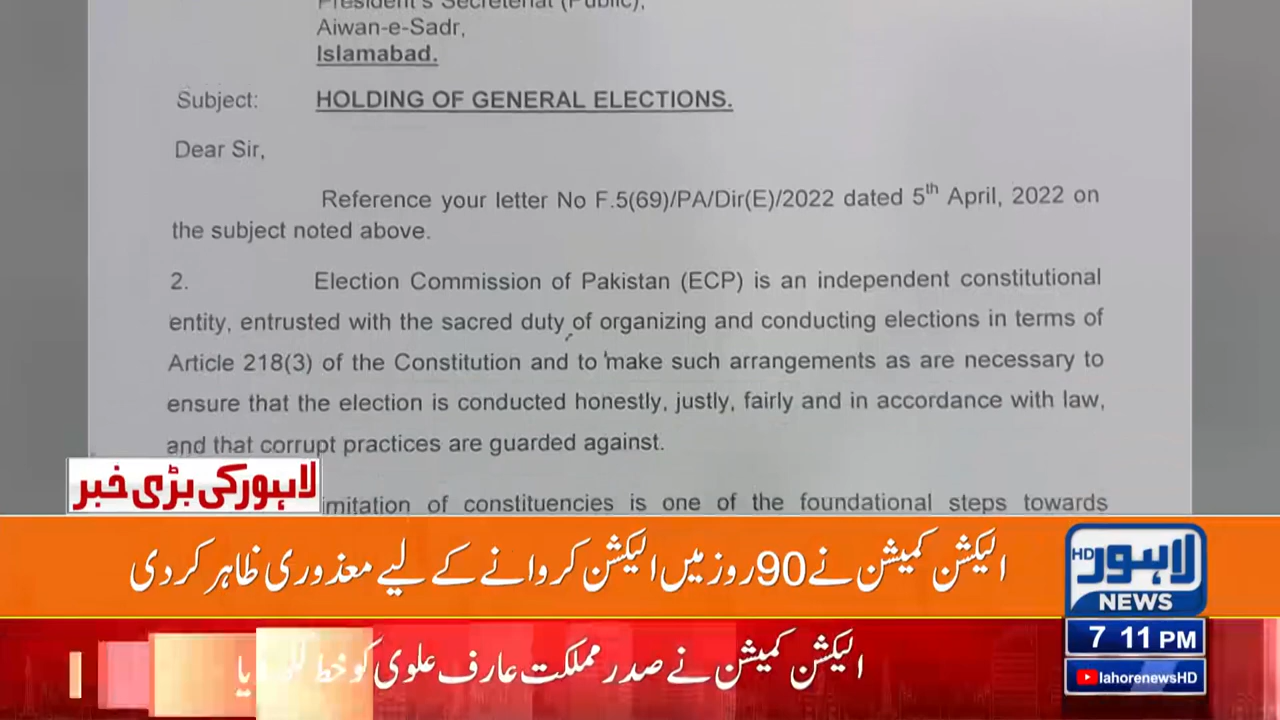 President's Secretariat (Public),
Aiwan-e-Sadr,
Islamabad.
Subject: HOLDING OF GENERAL ELECTIONS.
Dear Sir,
Reference your letter No F.5(69)/PA/Dir(E)/2022 dated 5th April, 2022 on
the subject noted above.
2. Election Commission of Pakistan (ECP) is an independent constitutional
entity, entrusted with the sacred duty of organizing and conducting elections in terms of
Article 218(3) of the Constitution and to make such arrangements as are necessary to
ensure that the election is conducted honestly, justly, fairly and in accordance with law,
and that corrupt practices are guarded against.
imitation of constituencies is one of the foundational steps towards
لاہور کی بڑی خبر
الیکشن کمیشن نے 90 روز میں الیکشن کروانے کے لیے معذوری ظاہر کر دی
الیکشن کمیشن نے صدر مملکت عارف علوی کو خط
لاہور HD
NEWS
7 11 PM
lahorenewsHD